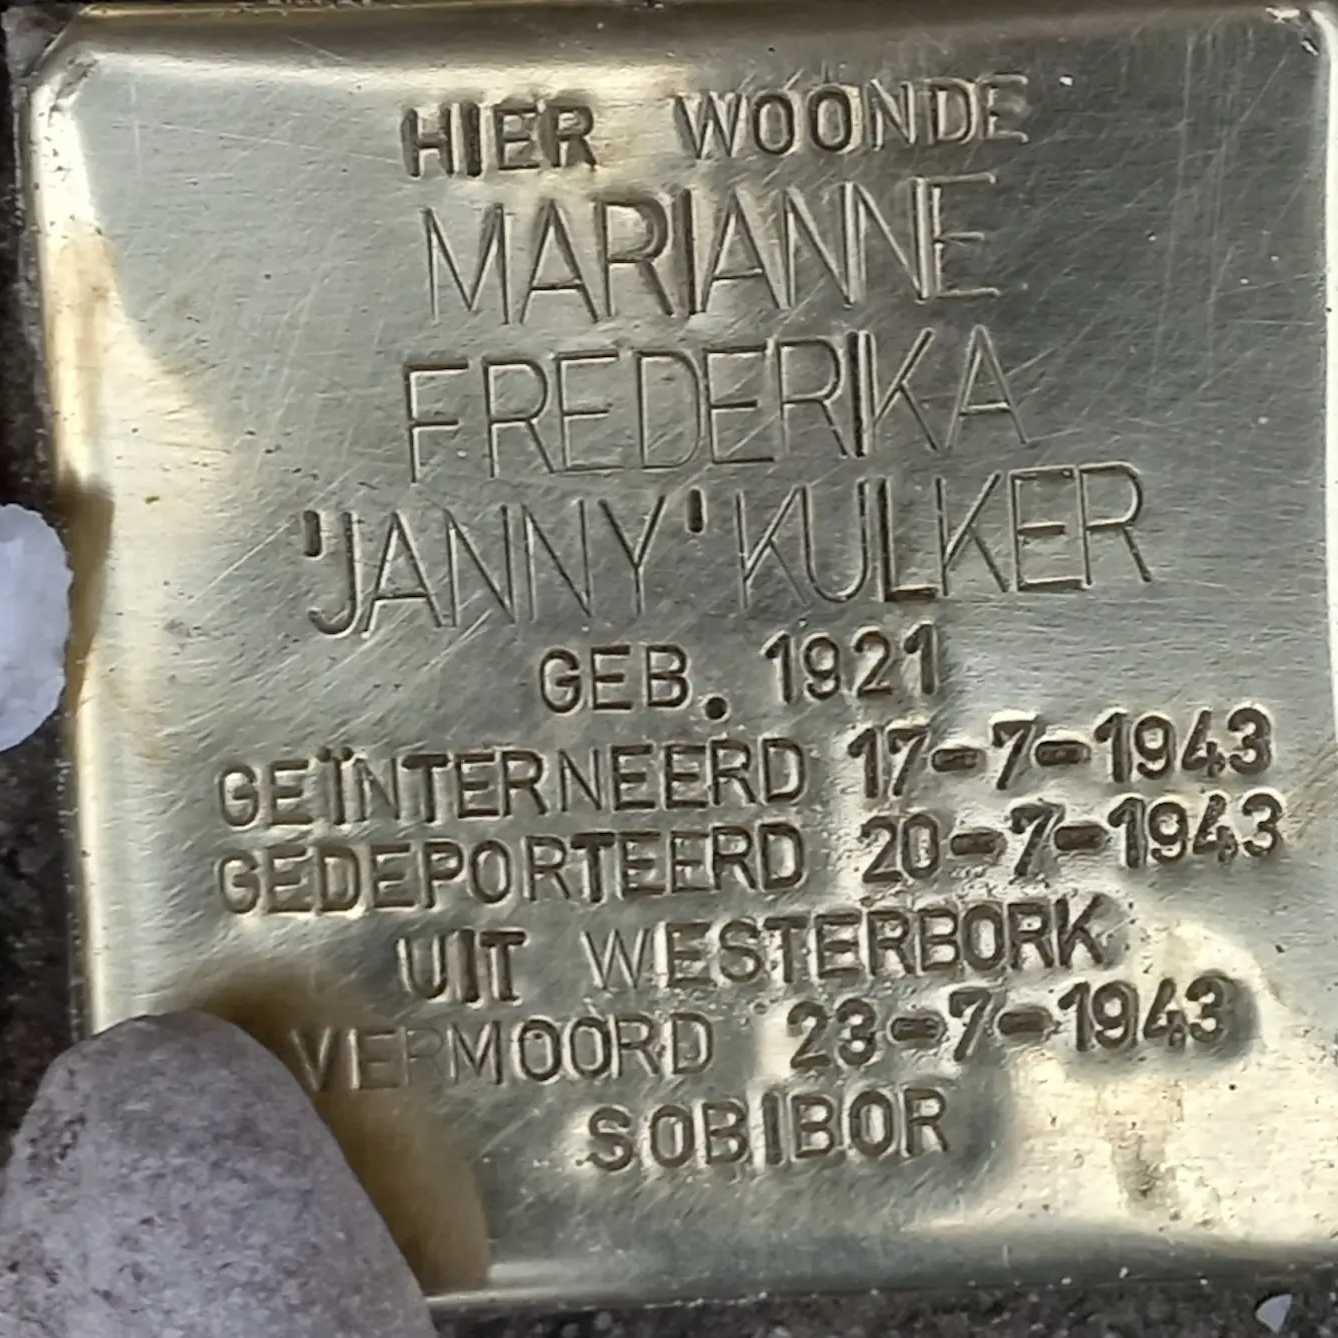 HIER WOONDE
MARIANNE
FREDERIKA
'JANNY' KULKER
GEB. 1921
GEÏNTERNEERD 17-7-1943
GEDEPORTEERD 20-7-1943
UIT WESTERBORK
VERMOORD 23-7-1943
SOBIBOR